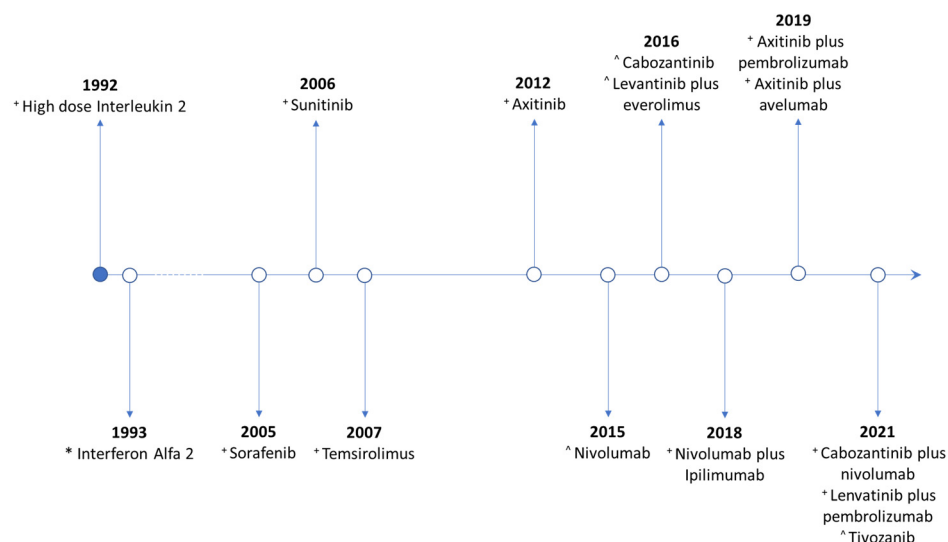 1992
+ High dose Interleukin 2
2006
+ Sunitinib
2012
+ Axitinib
2016
^ Cabozantinib
^ Levantinib plus
everolimus
2019
+ Axitinib plus
pembrolizumab
+ Axitinib plus
avelumab
1993
* Interferon Alfa 2
2005
+ Sorafenib
2007
+ Temsirolimus
2015
^ Nivolumab
2018
+ Nivolumab plus
Ipilimumab
2021
+ Cabozantinib plus
nivolumab
+ Lenvatinib plus
pembrolizumab
^ Tivozanib